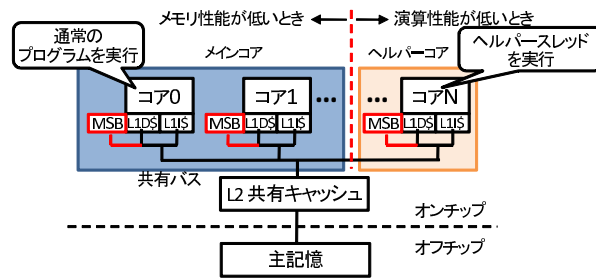 メモリ性能が低いとき
演算性能が低いとき
通常の
プログラムを実行
メインコア
ヘルパーコア
ヘルパースレッド
を実行
コア0
コア1
…
…
コアN
MSB L1D$ L1I$
MSB L1D$ L1I$
MSB L1D$ L1I$
共有バス
L2 共有キャッシュ
オンチップ
オフチップ
主記憶